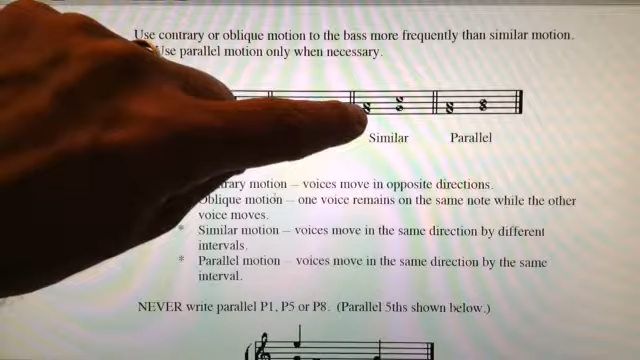 Use contrary or oblique motion to the bass more frequently than similar motion.
Use parallel motion only when necessary.
Similar Parallel
rary motion – voices move in opposite directions.
Oblique motion – one voice remains on the same note while the other
voice moves.
* Similar motion – voices move in the same direction by different
intervals.
* Parallel motion – voices move in the same direction by the same
interval.
NEVER write parallel P1, P5 or P8. (Parallel 5ths shown below.)